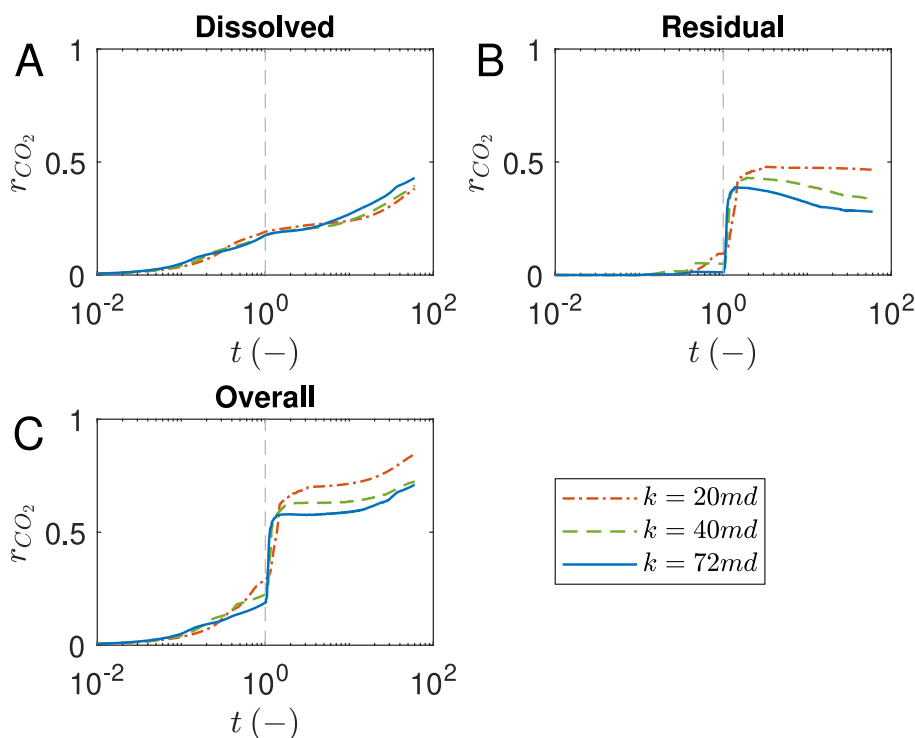 Dissolved
A
1
0.5
0
r_{CO_2}
10^{-2} 10^0 10^2
t (−)
Residual
B
1
0.5
0
r_{CO_2}
10^{-2} 10^0 10^2
t (−)
Overall
C
1
0.5
0
r_{CO_2}
10^{-2} 10^0 10^2
t (−)
k = 20md
k = 40md
k = 72md